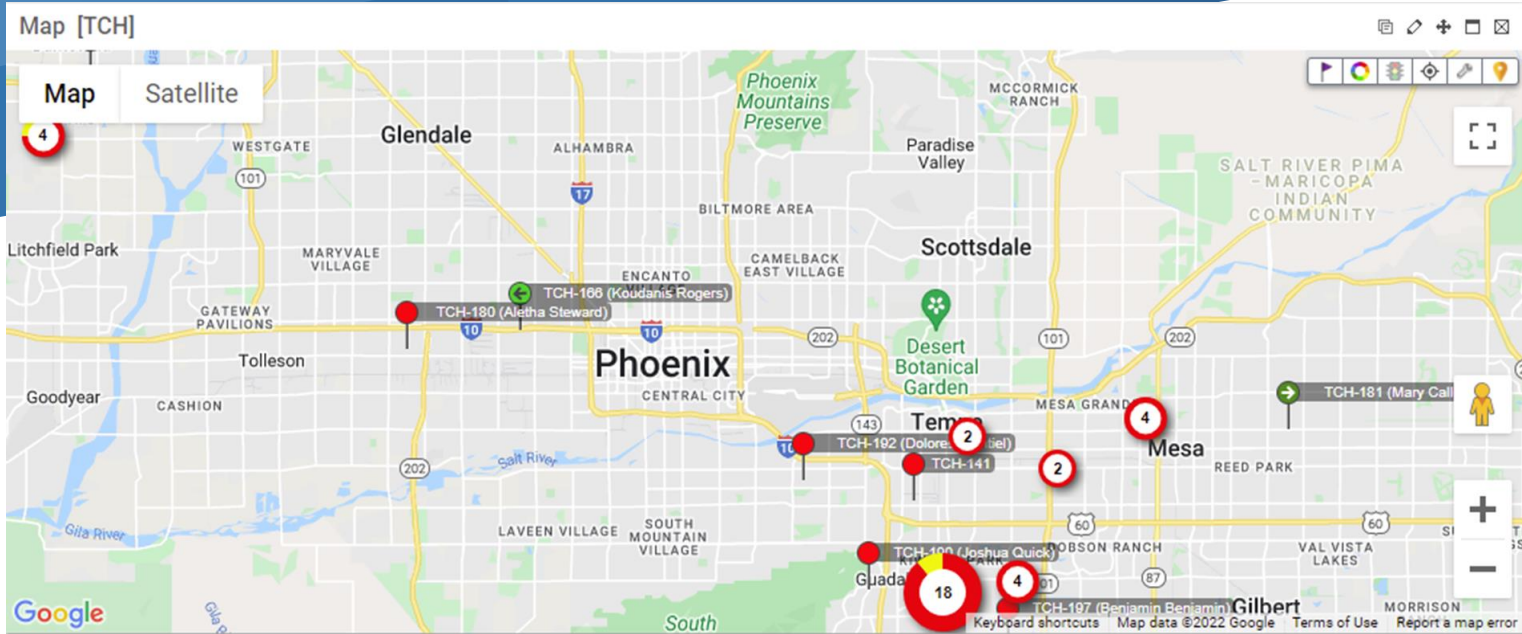 Map [TCH]
Map
Satellite
4
Phoenix
Mountains
Preserve
MCCORMICK
RANCH
Glendale
WESTGATE
ALHAMBRA
Paradise
Valley
101
17
SALT RIVER PIMA
-MARICOPA
INDIAN
COMMUNITY
BILTMORE AREA
Litchfield Park
MARYVALE
VILLAGE
Scottsdale
CAMELBACK
EAST VILLAGE
ENCANTO
TCH-166 (Koudanis Rogers)
TCH-180 (Aletha Steward)
GATEWAY
PAVILIONS
10
10
202
101
202
Tolleson
Phoenix
Desert
Botanical
Garden
Goodyear
CASHION
CENTRAL CITY
MESA GRAND
TCH-181 (Mary Call
143
4
2
TCH-192
TCH-141
Mesa
2
REED PARK
202
Salt River
Gila River
LAVEEN VILLAGE
SOUTH
MOUNTAIN
VILLAGE
60
60
(Joshua Quick)
DOBSON RANCH
VAL VISTA
LAKES
87
18
4
TCH-197 (Benjamin Benjamin)
Gilbert
MORRISON
Google
South
Keyboard shortcuts
Map data ©2022 Google
Terms of Use
Report a map error